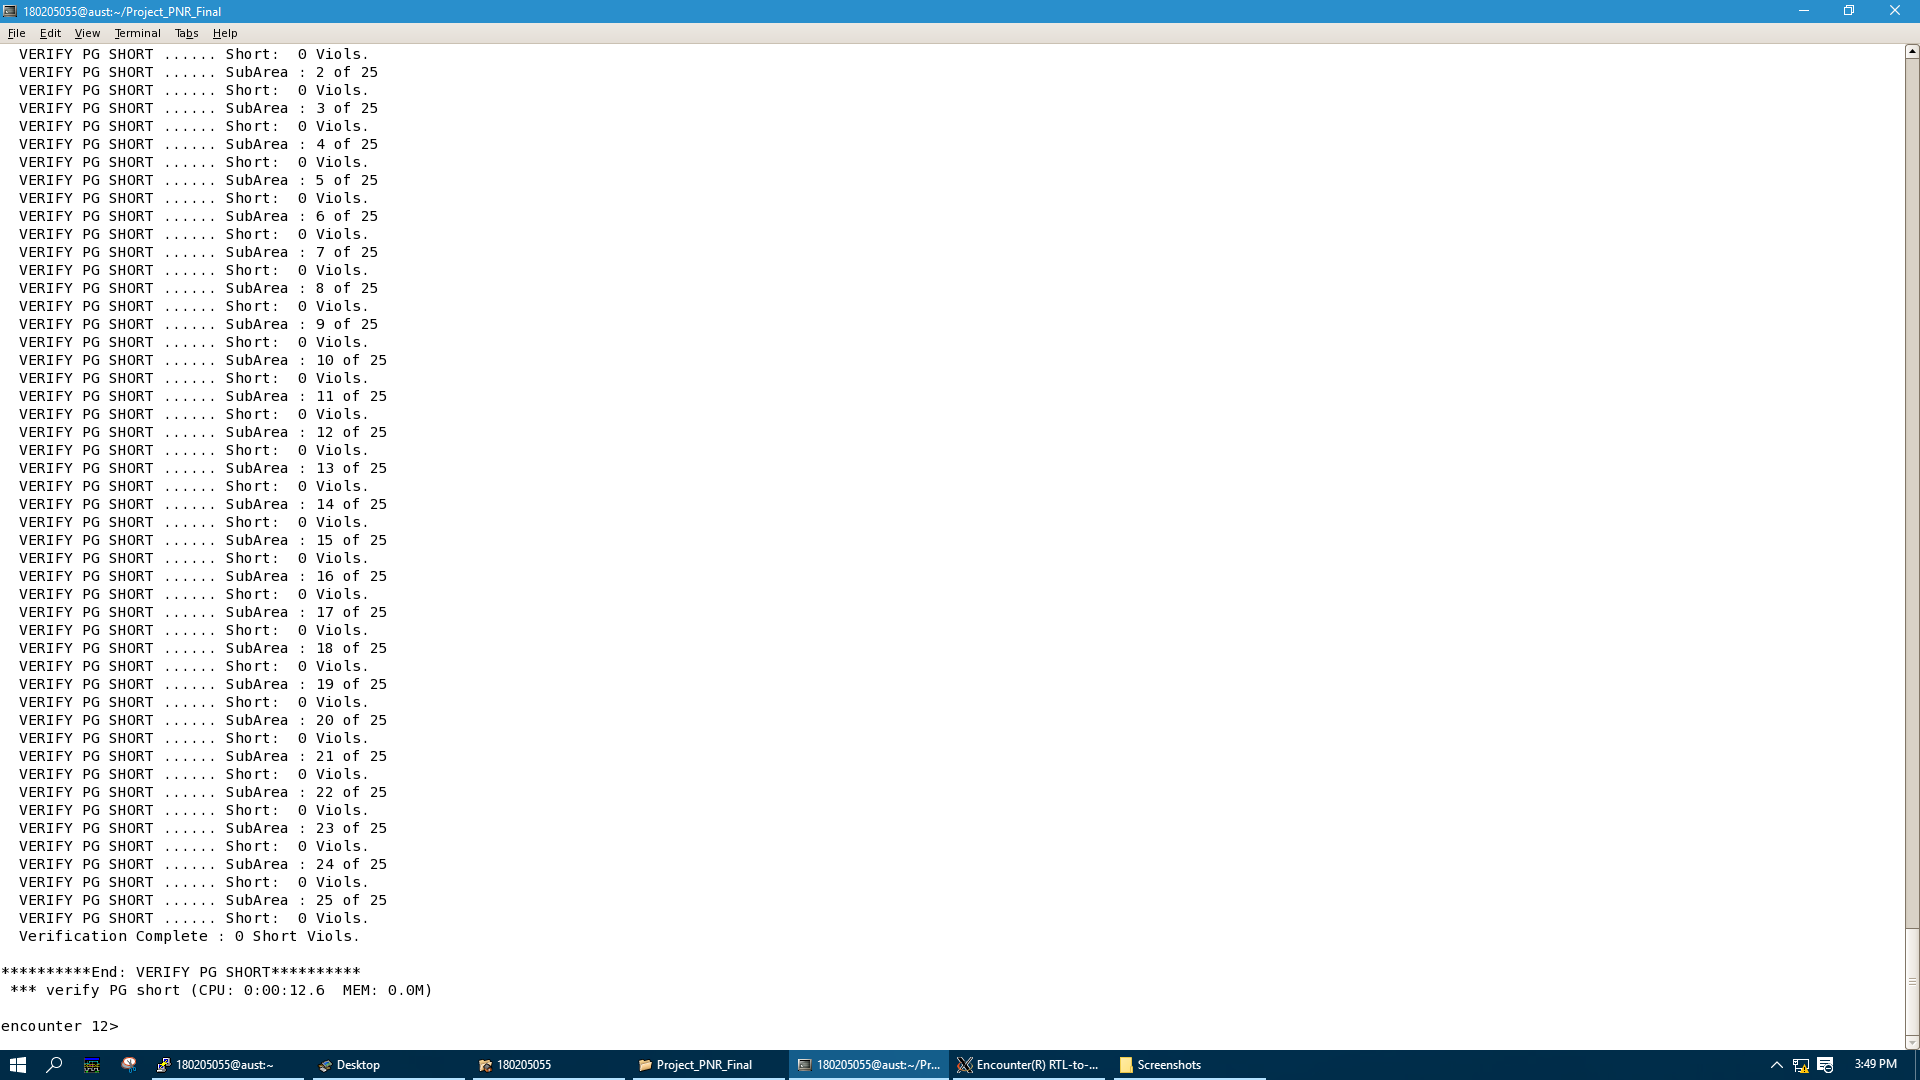 180205055@aust:~/Project_PNR_Final
File Edit View Terminal Tabs Help
VERIFY PG SHORT ...... Short:  0 Viols.
VERIFY PG SHORT ...... SubArea : 2 of 25
VERIFY PG SHORT ...... Short:  0 Viols.
VERIFY PG SHORT ...... SubArea : 3 of 25
VERIFY PG SHORT ...... Short:  0 Viols.
VERIFY PG SHORT ...... SubArea : 4 of 25
VERIFY PG SHORT ...... Short:  0 Viols.
VERIFY PG SHORT ...... SubArea : 5 of 25
VERIFY PG SHORT ...... Short:  0 Viols.
VERIFY PG SHORT ...... SubArea : 6 of 25
VERIFY PG SHORT ...... Short:  0 Viols.
VERIFY PG SHORT ...... SubArea : 7 of 25
VERIFY PG SHORT ...... Short:  0 Viols.
VERIFY PG SHORT ...... SubArea : 8 of 25
VERIFY PG SHORT ...... Short:  0 Viols.
VERIFY PG SHORT ...... SubArea : 9 of 25
VERIFY PG SHORT ...... Short:  0 Viols.
VERIFY PG SHORT ...... SubArea : 10 of 25
VERIFY PG SHORT ...... Short:  0 Viols.
VERIFY PG SHORT ...... SubArea : 11 of 25
VERIFY PG SHORT ...... Short:  0 Viols.
VERIFY PG SHORT ...... SubArea : 12 of 25
VERIFY PG SHORT ...... Short:  0 Viols.
VERIFY PG SHORT ...... SubArea : 13 of 25
VERIFY PG SHORT ...... Short:  0 Viols.
VERIFY PG SHORT ...... SubArea : 14 of 25
VERIFY PG SHORT ...... Short:  0 Viols.
VERIFY PG SHORT ...... SubArea : 15 of 25
VERIFY PG SHORT ...... Short:  0 Viols.
VERIFY PG SHORT ...... SubArea : 16 of 25
VERIFY PG SHORT ...... Short:  0 Viols.
VERIFY PG SHORT ...... SubArea : 17 of 25
VERIFY PG SHORT ...... Short:  0 Viols.
VERIFY PG SHORT ...... SubArea : 18 of 25
VERIFY PG SHORT ...... Short:  0 Viols.
VERIFY PG SHORT ...... SubArea : 19 of 25
VERIFY PG SHORT ...... Short:  0 Viols.
VERIFY PG SHORT ...... SubArea : 20 of 25
VERIFY PG SHORT ...... Short:  0 Viols.
VERIFY PG SHORT ...... SubArea : 21 of 25
VERIFY PG SHORT ...... Short:  0 Viols.
VERIFY PG SHORT ...... SubArea : 22 of 25
VERIFY PG SHORT ...... Short:  0 Viols.
VERIFY PG SHORT ...... SubArea : 23 of 25
VERIFY PG SHORT ...... Short:  0 Viols.
VERIFY PG SHORT ...... SubArea : 24 of 25
VERIFY PG SHORT ...... Short:  0 Viols.
VERIFY PG SHORT ...... SubArea : 25 of 25
VERIFY PG SHORT ...... Short:  0 Viols.
Verification Complete : 0 Short Viols.
**********End: VERIFY PG SHORT**********
*** verify PG short (CPU: 0:00:12.6  MEM: 0.0M)
encounter 12>
180205055@aust:~ Desktop 180205055 Project_PNR_Final 180205055@aust:~/Pr... Encounter(R) RTL-to-... Screenshots 3:49 PM